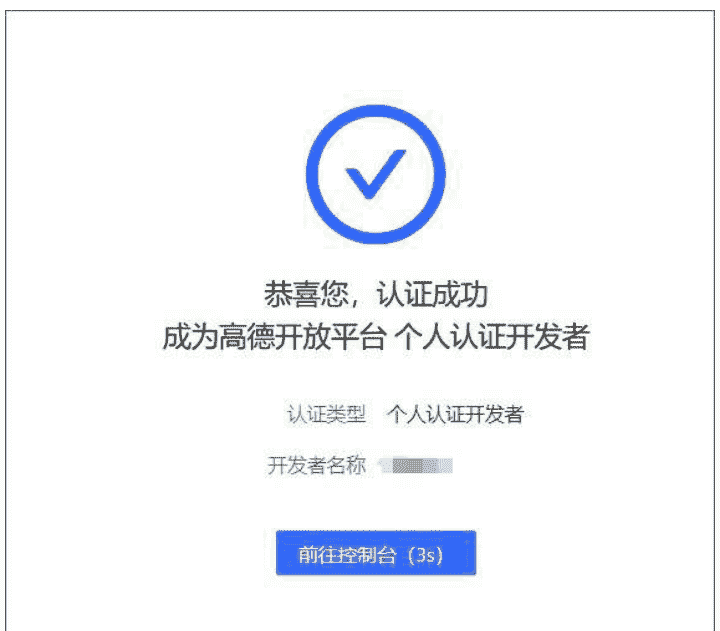 恭喜您，认证成功
成为高德开放平台 个人认证开发者
认证类型 个人认证开发者
开发者名称
前往控制台（3s）